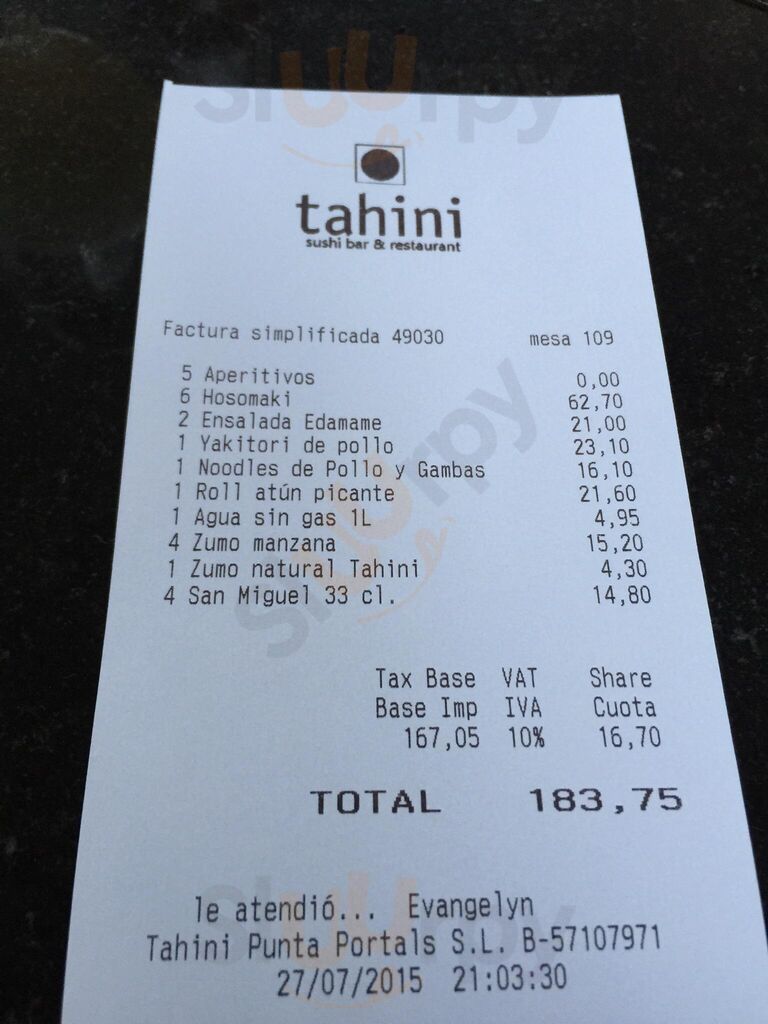 tahini
sushi bar & restaurant
Factura simplificada 49030 mesa 109
5 Aperitivos 0,00
6 Hosomaki 62,70
2 Ensalada Edamame 21,00
1 Yakitori de pollo 23,10
1 Noodles de Pollo y Gambas 16,10
1 Roll atún picante 21,60
1 Agua sin gas 1L 4,95
4 Zumo manzana 15,20
1 Zumo natural Tahini 4,30
4 San Miguel 33 cl. 14,80
Tax Base VAT Share
Base Imp IVA Cuota
167,05 10% 16,70
TOTAL 183,75
le atendió... Evangelyn
Tahini Punta Portals S.L. B-57107971
27/07/2015 21:03:30
sluurpy
sluurpy
sluurpy